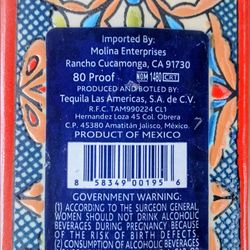 Imported By:
Molina Enterprises
Rancho Cucamonga, CA 91730
80 Proof NOM 1480 CRT
PRODUCED AND BOTTLED BY:
Tequila Las Americas, S.A. de C.V.
R.F.C. TAM990224 CL1
Hernandez Loza 45 Col. Obrera
C.P. 45380 Amatitán Jalisco, México.
PRODUCT OF MEXICO
8 58349 00195 6
GOVERNMENT WARNING:
(1) ACCORDING TO THE SURGEON GENERAL,
WOMEN SHOULD NOT DRINK ALCOHOLIC
BEVERAGES DURING PREGNANCY BECAUSE
OF THE RISK OF BIRTH DEFECTS.
(2) CONSUMPTION OF ALCOHOLIC BEVERAGES